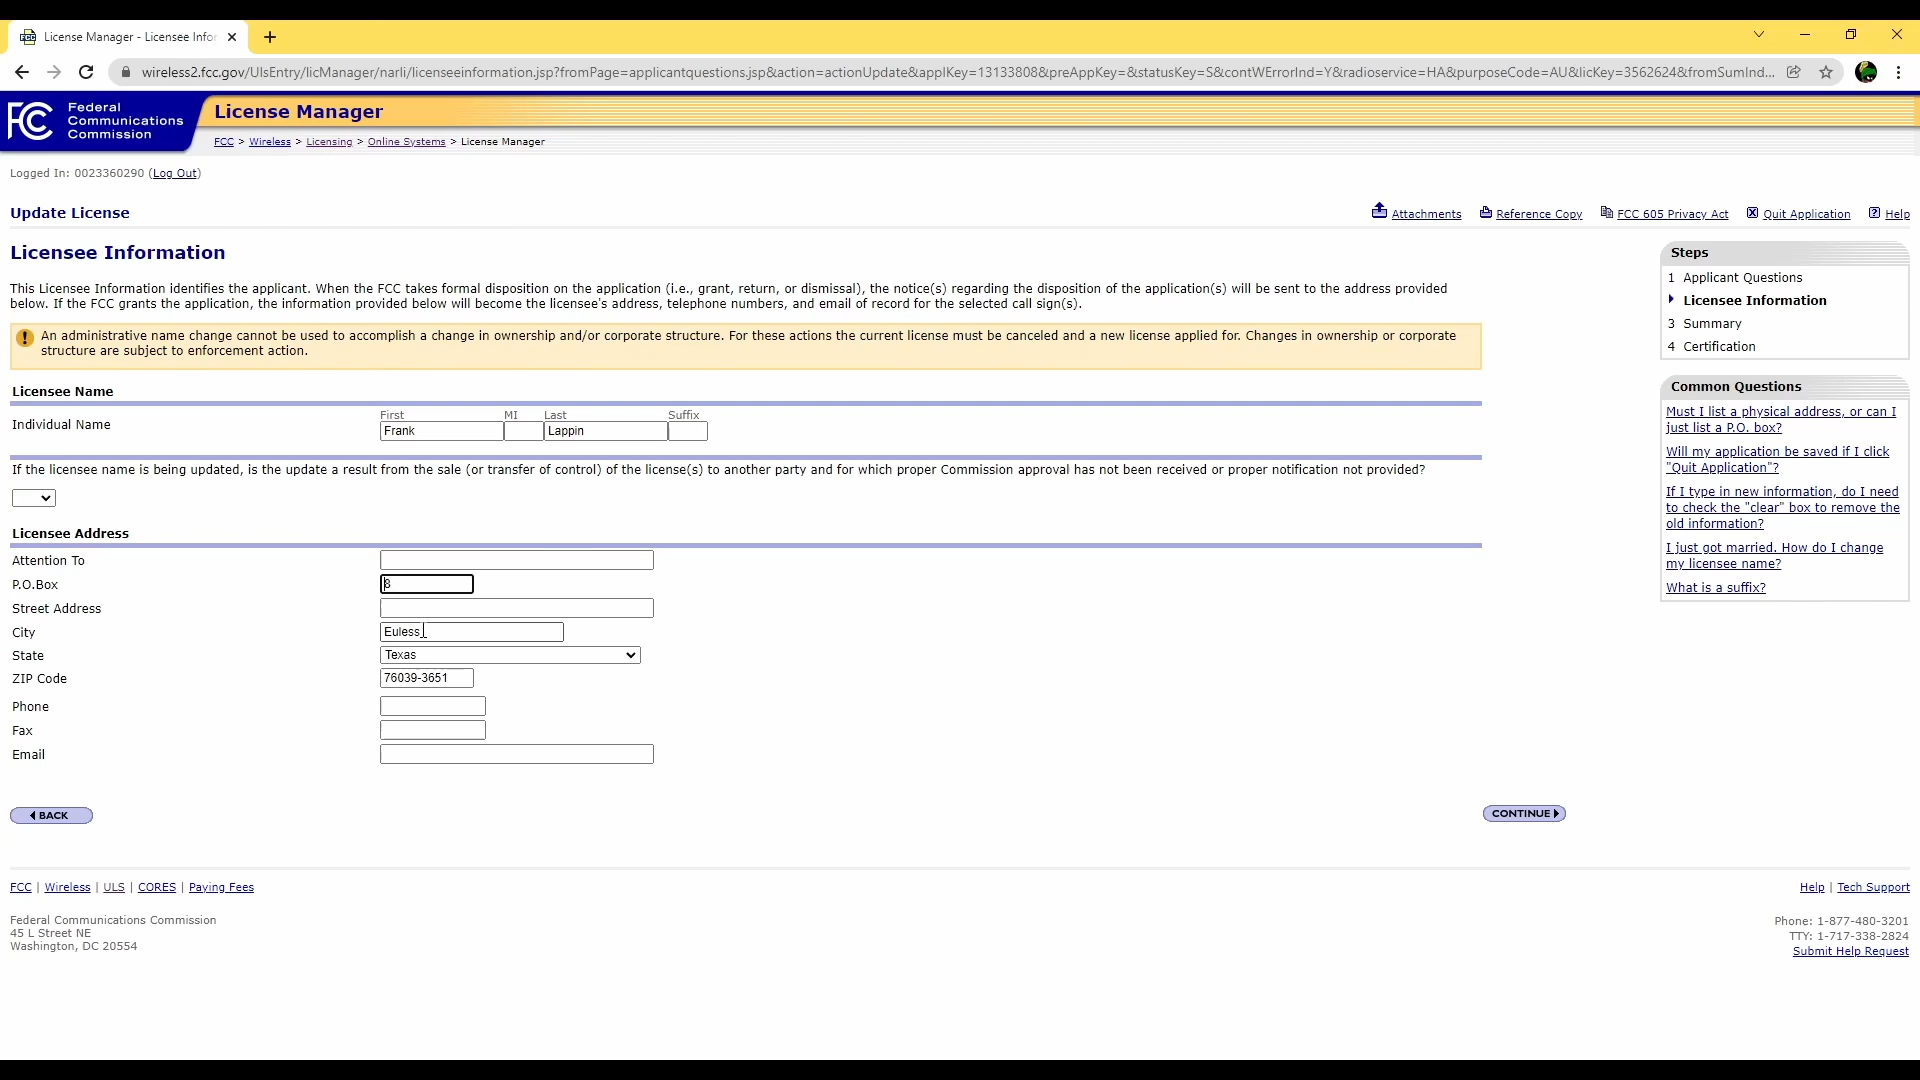 License Manager - Licensee Infor
wireless2.fcc.gov/UlsEntry/licManager/narli/licenseeinformation.jsp?fromPage=applicantquestions.jsp&action=actionUpdate&applKey=13133808&preAppKey=&statusKey=S&contWErrorInd=Y&radioservice=HA&purposeCode=AU&licKey=3562624&fromSumInd...
FCC
Federal
Communications
Commission
License Manager
FCC > Wireless > Licensing > Online Systems > License Manager
Logged In: 0023360290 (Log Out)
Update License
Attachments
Reference Copy
FCC 605 Privacy Act
Quit Application
Help
Licensee Information
This Licensee Information identifies the applicant. When the FCC takes formal disposition on the application (i.e., grant, return, or dismissal), the notice(s) regarding the disposition of the application(s) will be sent to the address provided
below. If the FCC grants the application, the information provided below will become the licensee's address, telephone numbers, and email of record for the selected call sign(s).
An administrative name change cannot be used to accomplish a change in ownership and/or corporate structure. For these actions the current license must be canceled and a new license applied for. Changes in ownership or corporate
structure are subject to enforcement action.
Licensee Name
First MI Last Suffix
Individual Name
Frank Lappin
If the licensee name is being updated, is the update a result from the sale (or transfer of control) of the license(s) to another party and for which proper Commission approval has not been received or proper notification not provided?
Licensee Address
Attention To
P.O.Box 8
Street Address
City Euless
State Texas
ZIP Code 76039-3651
Phone
Fax
Email
BACK
CONTINUE
Steps
1 Applicant Questions
Licensee Information
3 Summary
4 Certification
Common Questions
Must I list a physical address, or can I
just list a P.O. box?
Will my application be saved if I click
"Quit Application"?
If I type in new information, do I need
to check the "clear" box to remove the
old information?
I just got married. How do I change
my licensee name?
What is a suffix?
FCC | Wireless | ULS | CORES | Paying Fees
Help | Tech Support
Federal Communications Commission
45 L Street NE
Washington, DC 20554
Phone: 1-877-480-3201
TTY: 1-717-338-2824
Submit Help Request